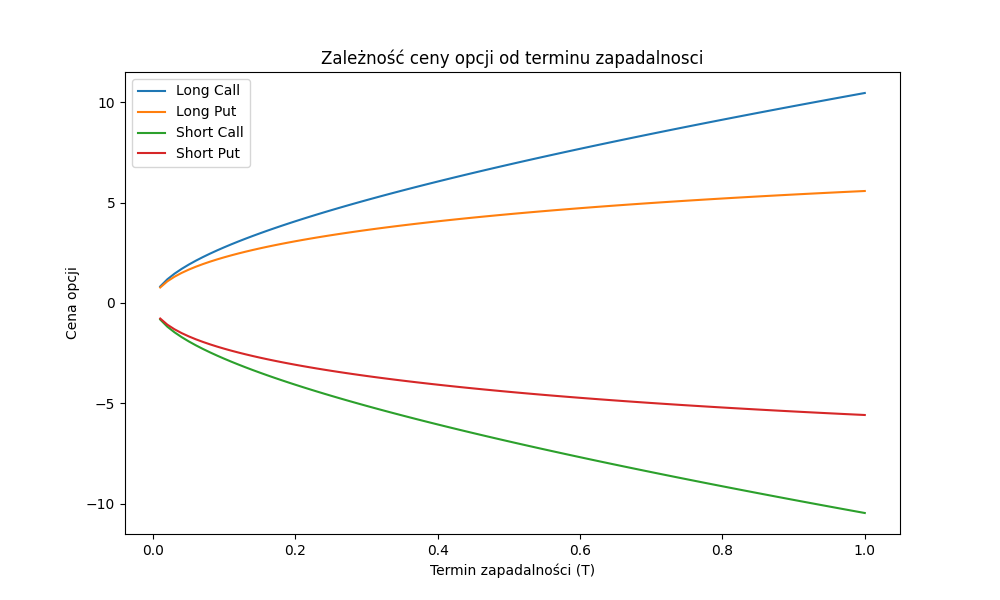 Zależność ceny opcji od terminu zapadalnosci
Long Call
Long Put
Short Call
Short Put
Cena opcji
10
5
0
−5
−10
0.0
0.2
0.4
0.6
0.8
1.0
Termin zapadalności (T)